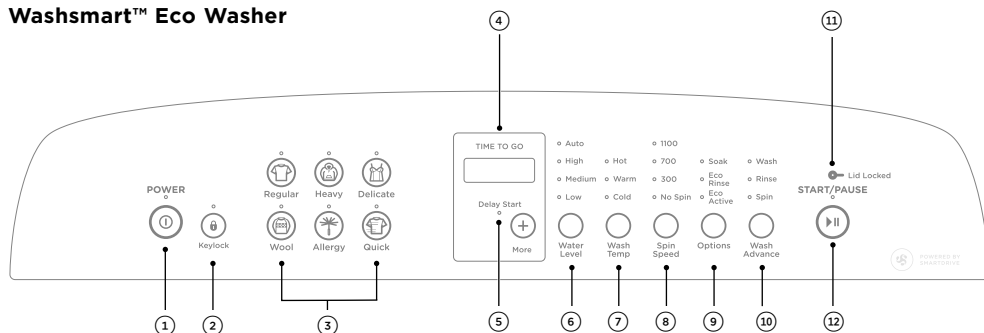 Washsmart™ Eco Washer
4
11
TIME TO GO
Auto
High
Medium
Low
Hot
Warm
Cold
1100
700
300
No Spin
Soak
Eco
Rinse
Eco
Active
Wash
Rinse
Spin
Lid Locked
POWER
Keylock
Regular
Heavy
Delicate
Wool
Allergy
Quick
Delay Start
More
Water
Level
Wash
Temp
Spin
Speed
Options
Wash
Advance
START/PAUSE
POWERED BY
SMARTDRIVE
1
2
3
5
6
7
8
9
10
12